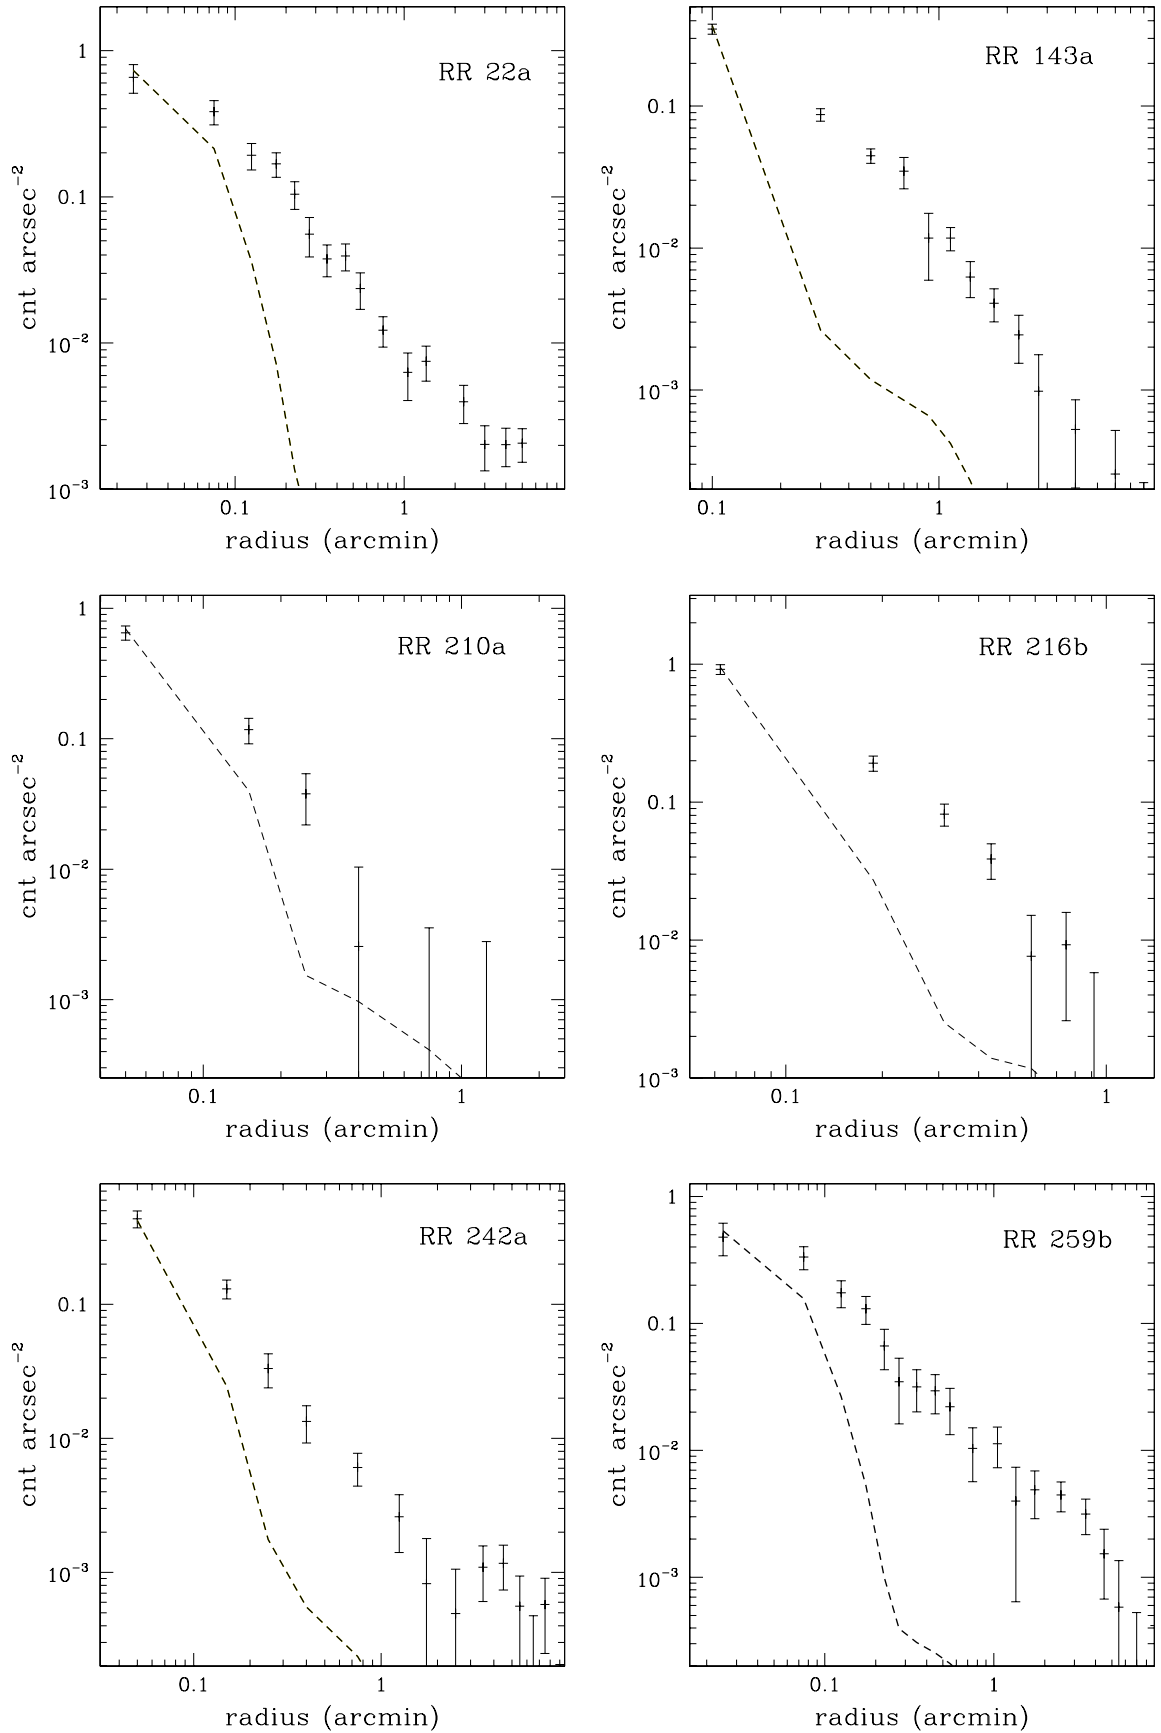 RR 22a
1
0.1
10⁻²
10⁻³
cnt arcsec⁻²
0.1 1
radius (arcmin)
RR 143a
0.1
10⁻²
10⁻³
cnt arcsec⁻²
0.1 1
radius (arcmin)
RR 210a
1
0.1
10⁻²
10⁻³
cnt arcsec⁻²
0.1 1
radius (arcmin)
RR 216b
1
0.1
10⁻²
10⁻³
cnt arcsec⁻²
0.1 1
radius (arcmin)
RR 242a
0.1
10⁻²
10⁻³
cnt arcsec⁻²
0.1 1
radius (arcmin)
RR 259b
1
0.1
10⁻²
10⁻³
cnt arcsec⁻²
0.1 1
radius (arcmin)